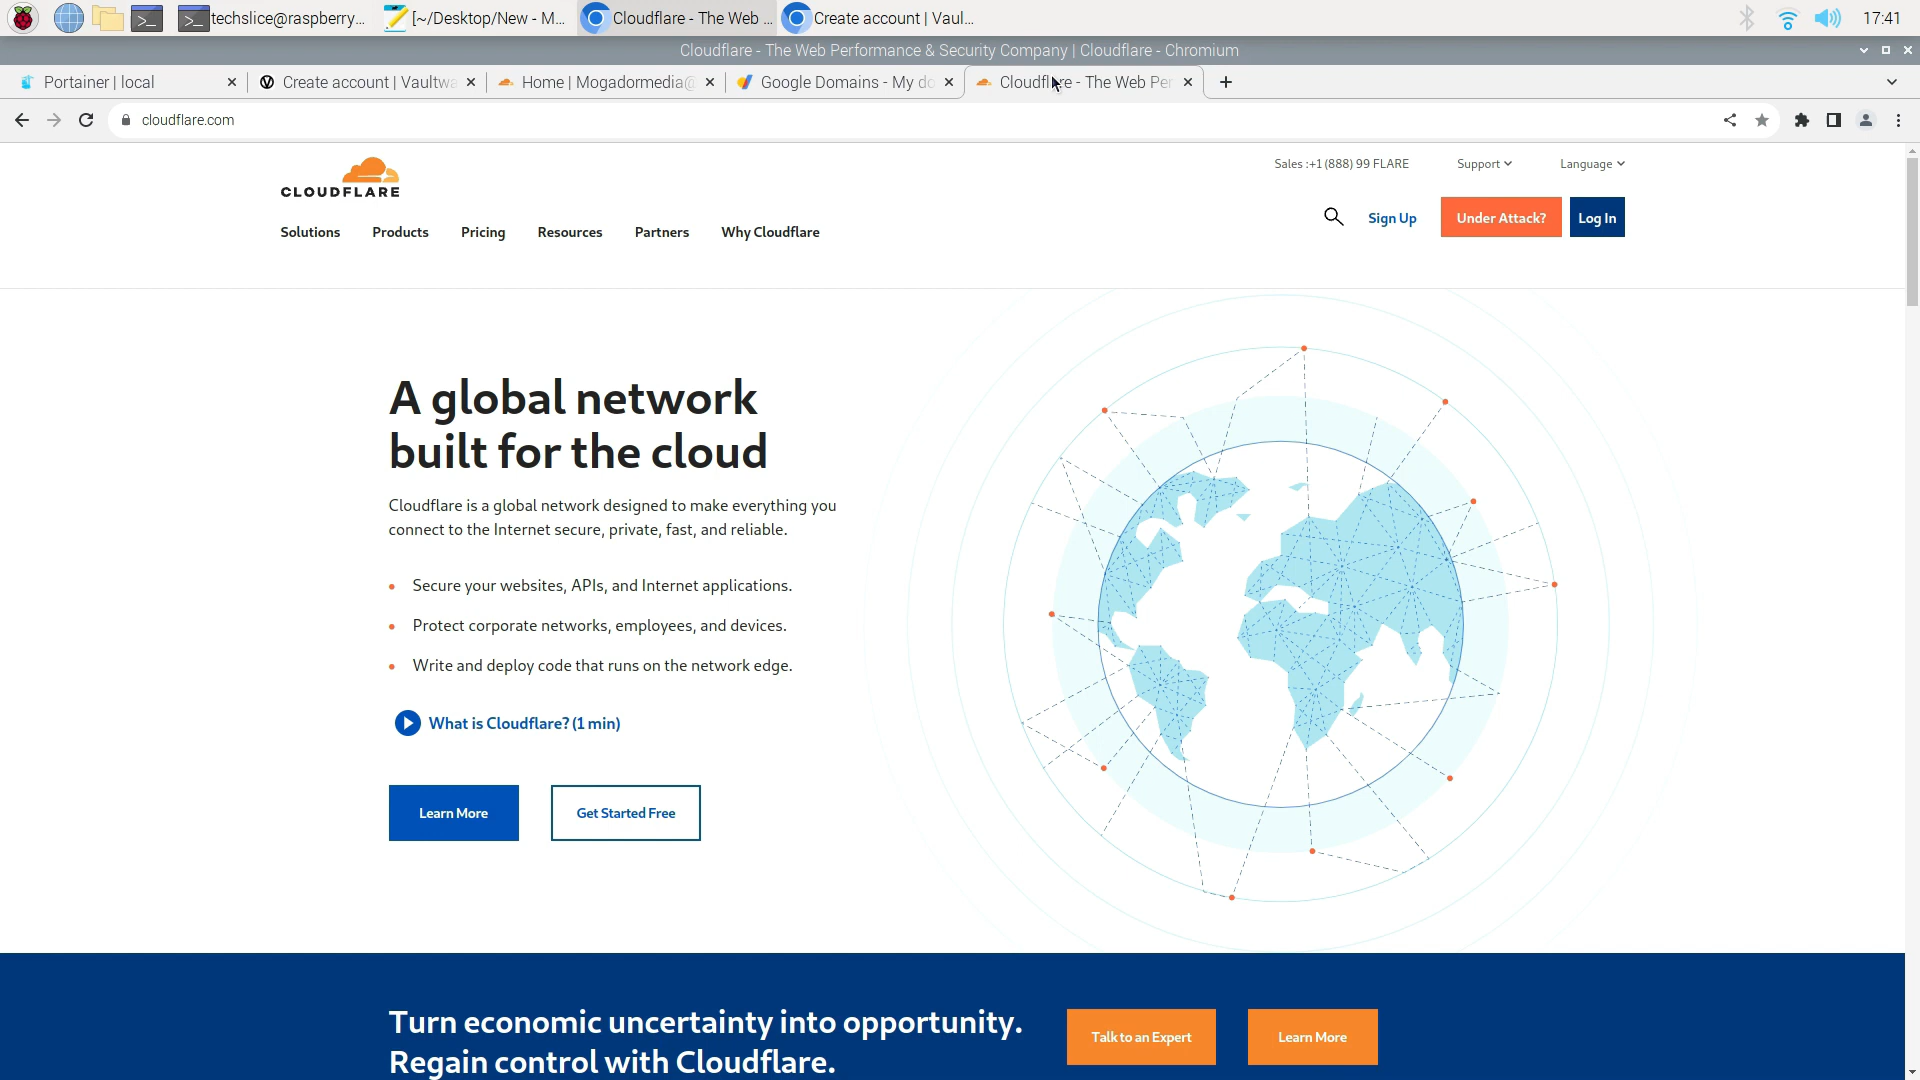 techslice@raspberry...
[~/Desktop/New - M...
Cloudflare - The Web ...
Create account | Vaul...
17:41
Cloudflare - The Web Performance & Security Company | Cloudflare - Chromium
Portainer | local
Create account | Vaultwa
Home | Mogadormedia@
Google Domains - My do
Cloudflare - The Web Per
cloudflare.com
CLOUDFLARE
Sales :+1 (888) 99 FLARE
Support
Language
Solutions
Products
Pricing
Resources
Partners
Why Cloudflare
Sign Up
Under Attack?
Log In
A global network
built for the cloud
Cloudflare is a global network designed to make everything you
connect to the Internet secure, private, fast, and reliable.
Secure your websites, APIs, and Internet applications.
Protect corporate networks, employees, and devices.
Write and deploy code that runs on the network edge.
What is Cloudflare? (1 min)
Learn More
Get Started Free
Turn economic uncertainty into opportunity.
Regain control with Cloudflare.
Talk to an Expert
Learn More